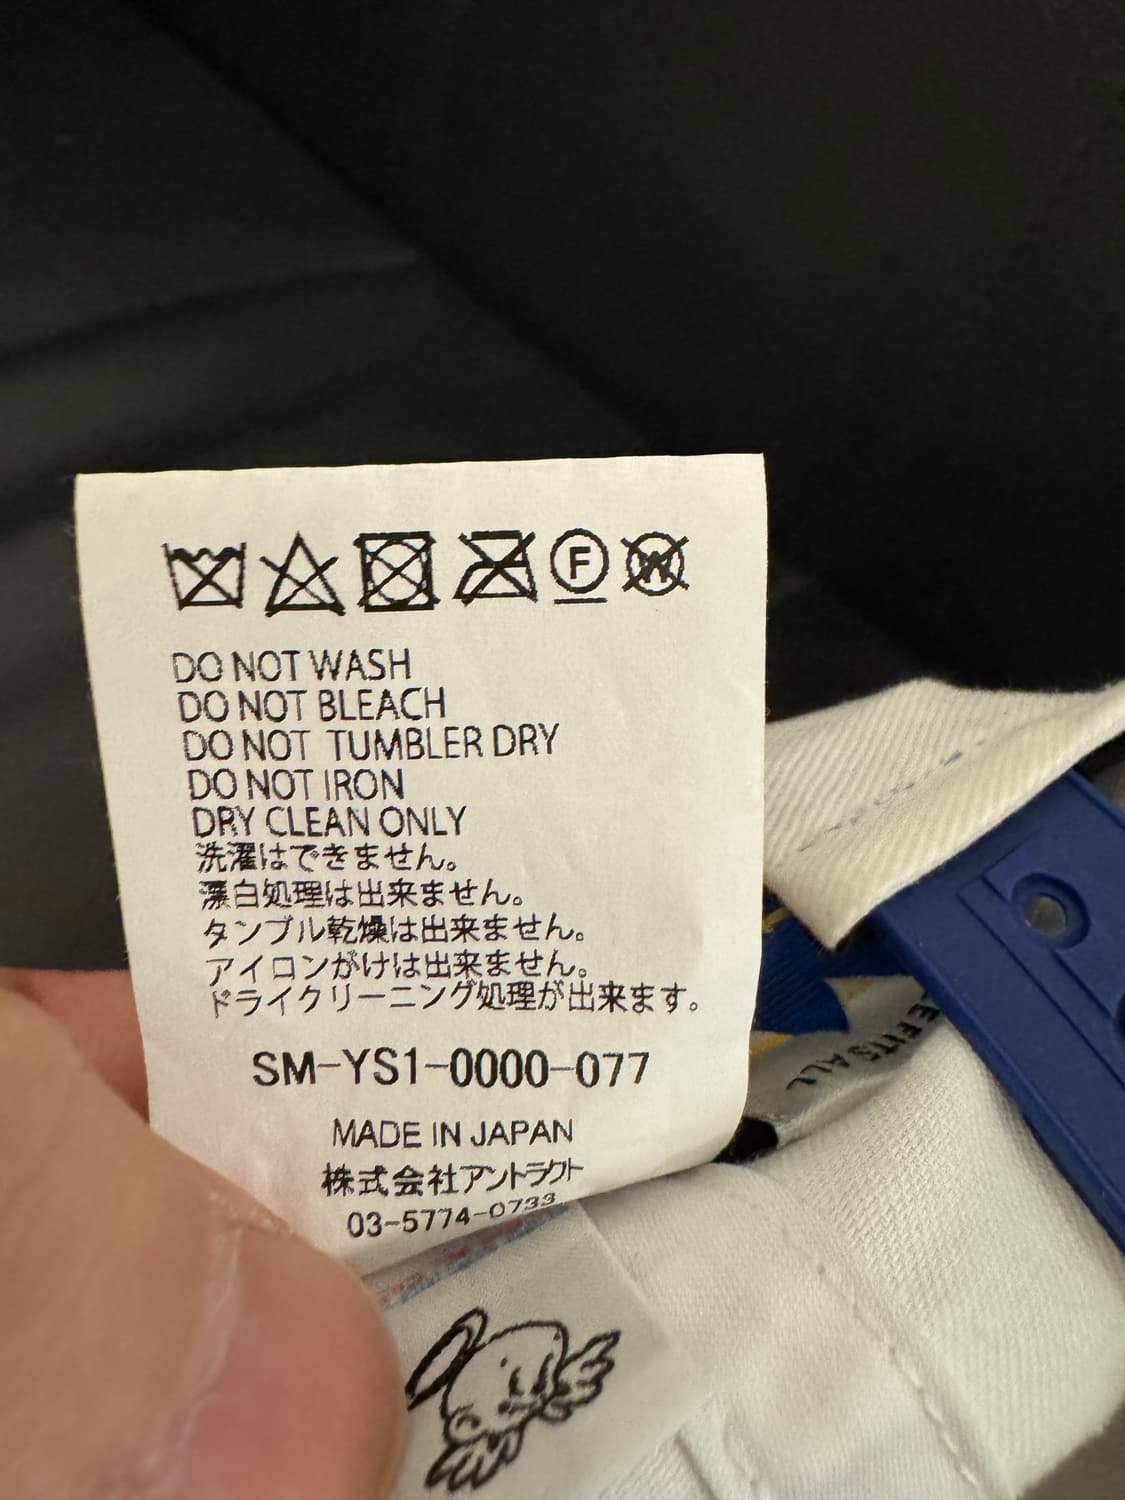 F W
DO NOT WASH
DO NOT BLEACH
DO NOT TUMBLER DRY
DO NOT IRON
DRY CLEAN ONLY
洗濯はできません。
漂白処理は出来ません。
タンブル乾燥は出来ません。
アイロンがけは出来ません。
ドライクリーニング処理が出来ます。
SM-YS1-0000-077
MADE IN JAPAN
株式会社アントラクト
03-5774-0733
E FITS ALL